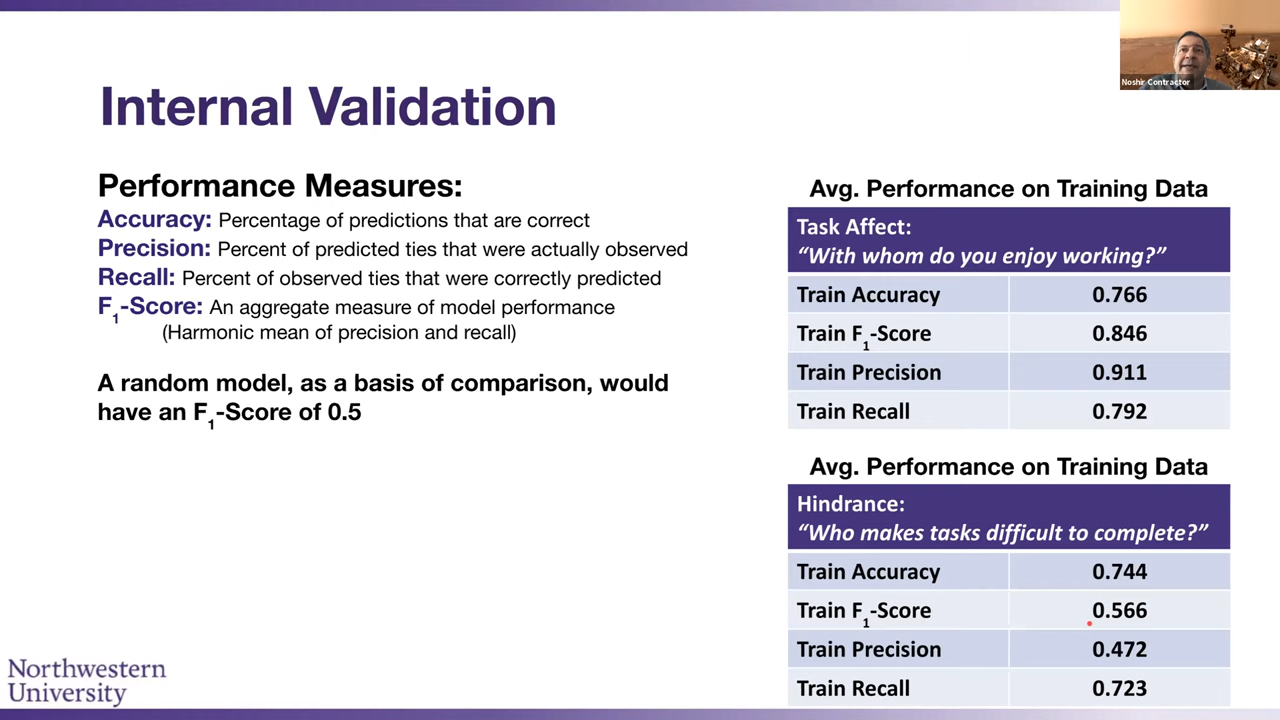 Noshir Contractor
Internal Validation
Performance Measures:
Accuracy: Percentage of predictions that are correct
Precision: Percent of predicted ties that were actually observed
Recall: Percent of observed ties that were correctly predicted
F1-Score: An aggregate measure of model performance
(Harmonic mean of precision and recall)
A random model, as a basis of comparison, would
have an F1-Score of 0.5
Avg. Performance on Training Data
Task Affect:
“With whom do you enjoy working?”
Train Accuracy 0.766
Train F1-Score 0.846
Train Precision 0.911
Train Recall 0.792
Avg. Performance on Training Data
Hindrance:
“Who makes tasks difficult to complete?”
Train Accuracy 0.744
Train F1-Score 0.566
Train Precision 0.472
Train Recall 0.723
Northwestern
University